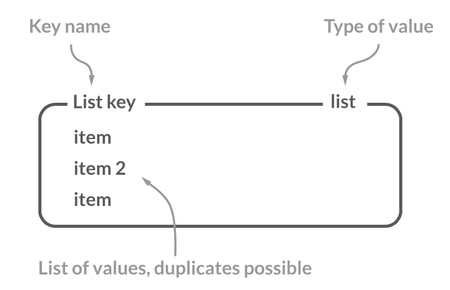 Key name
Type of value
List key
list
item
item 2
item
List of values, duplicates possible